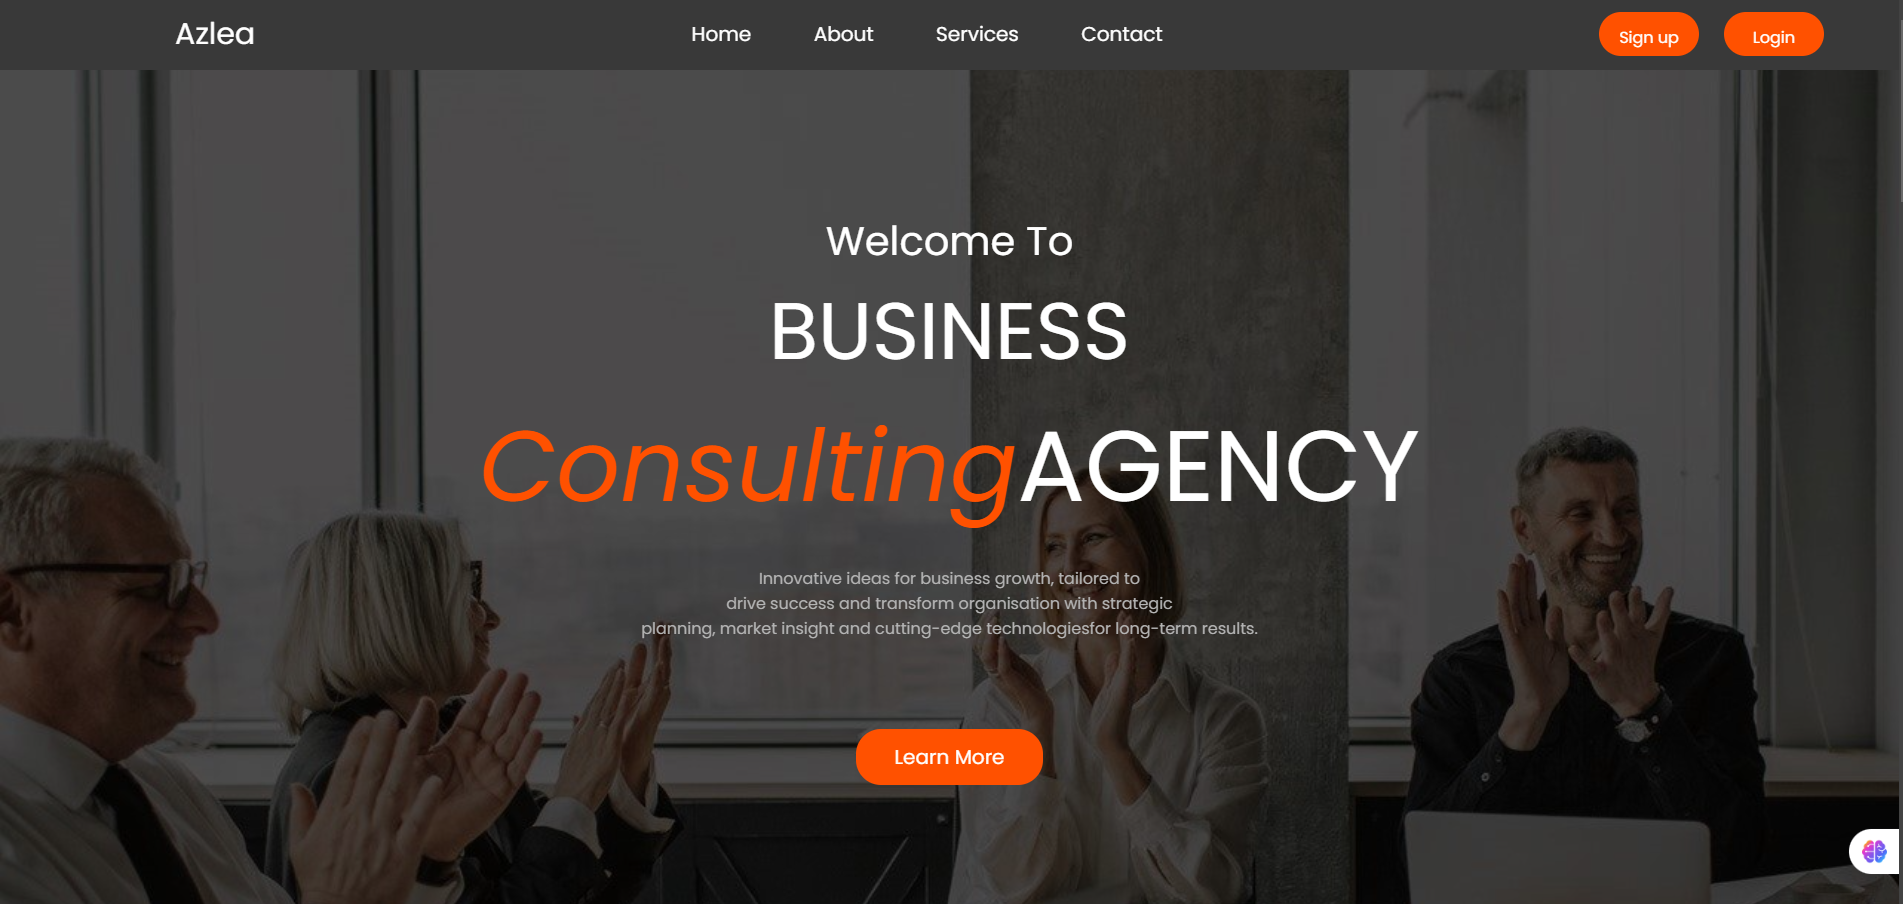 Azlea
Home About Services Contact
Sign up Login
Welcome To
BUSINESS
ConsultingAGENCY
Innovative ideas for business growth, tailored to
drive success and transform organisation with strategic
planning, market insight and cutting-edge technologiesfor long-term results.
Learn More